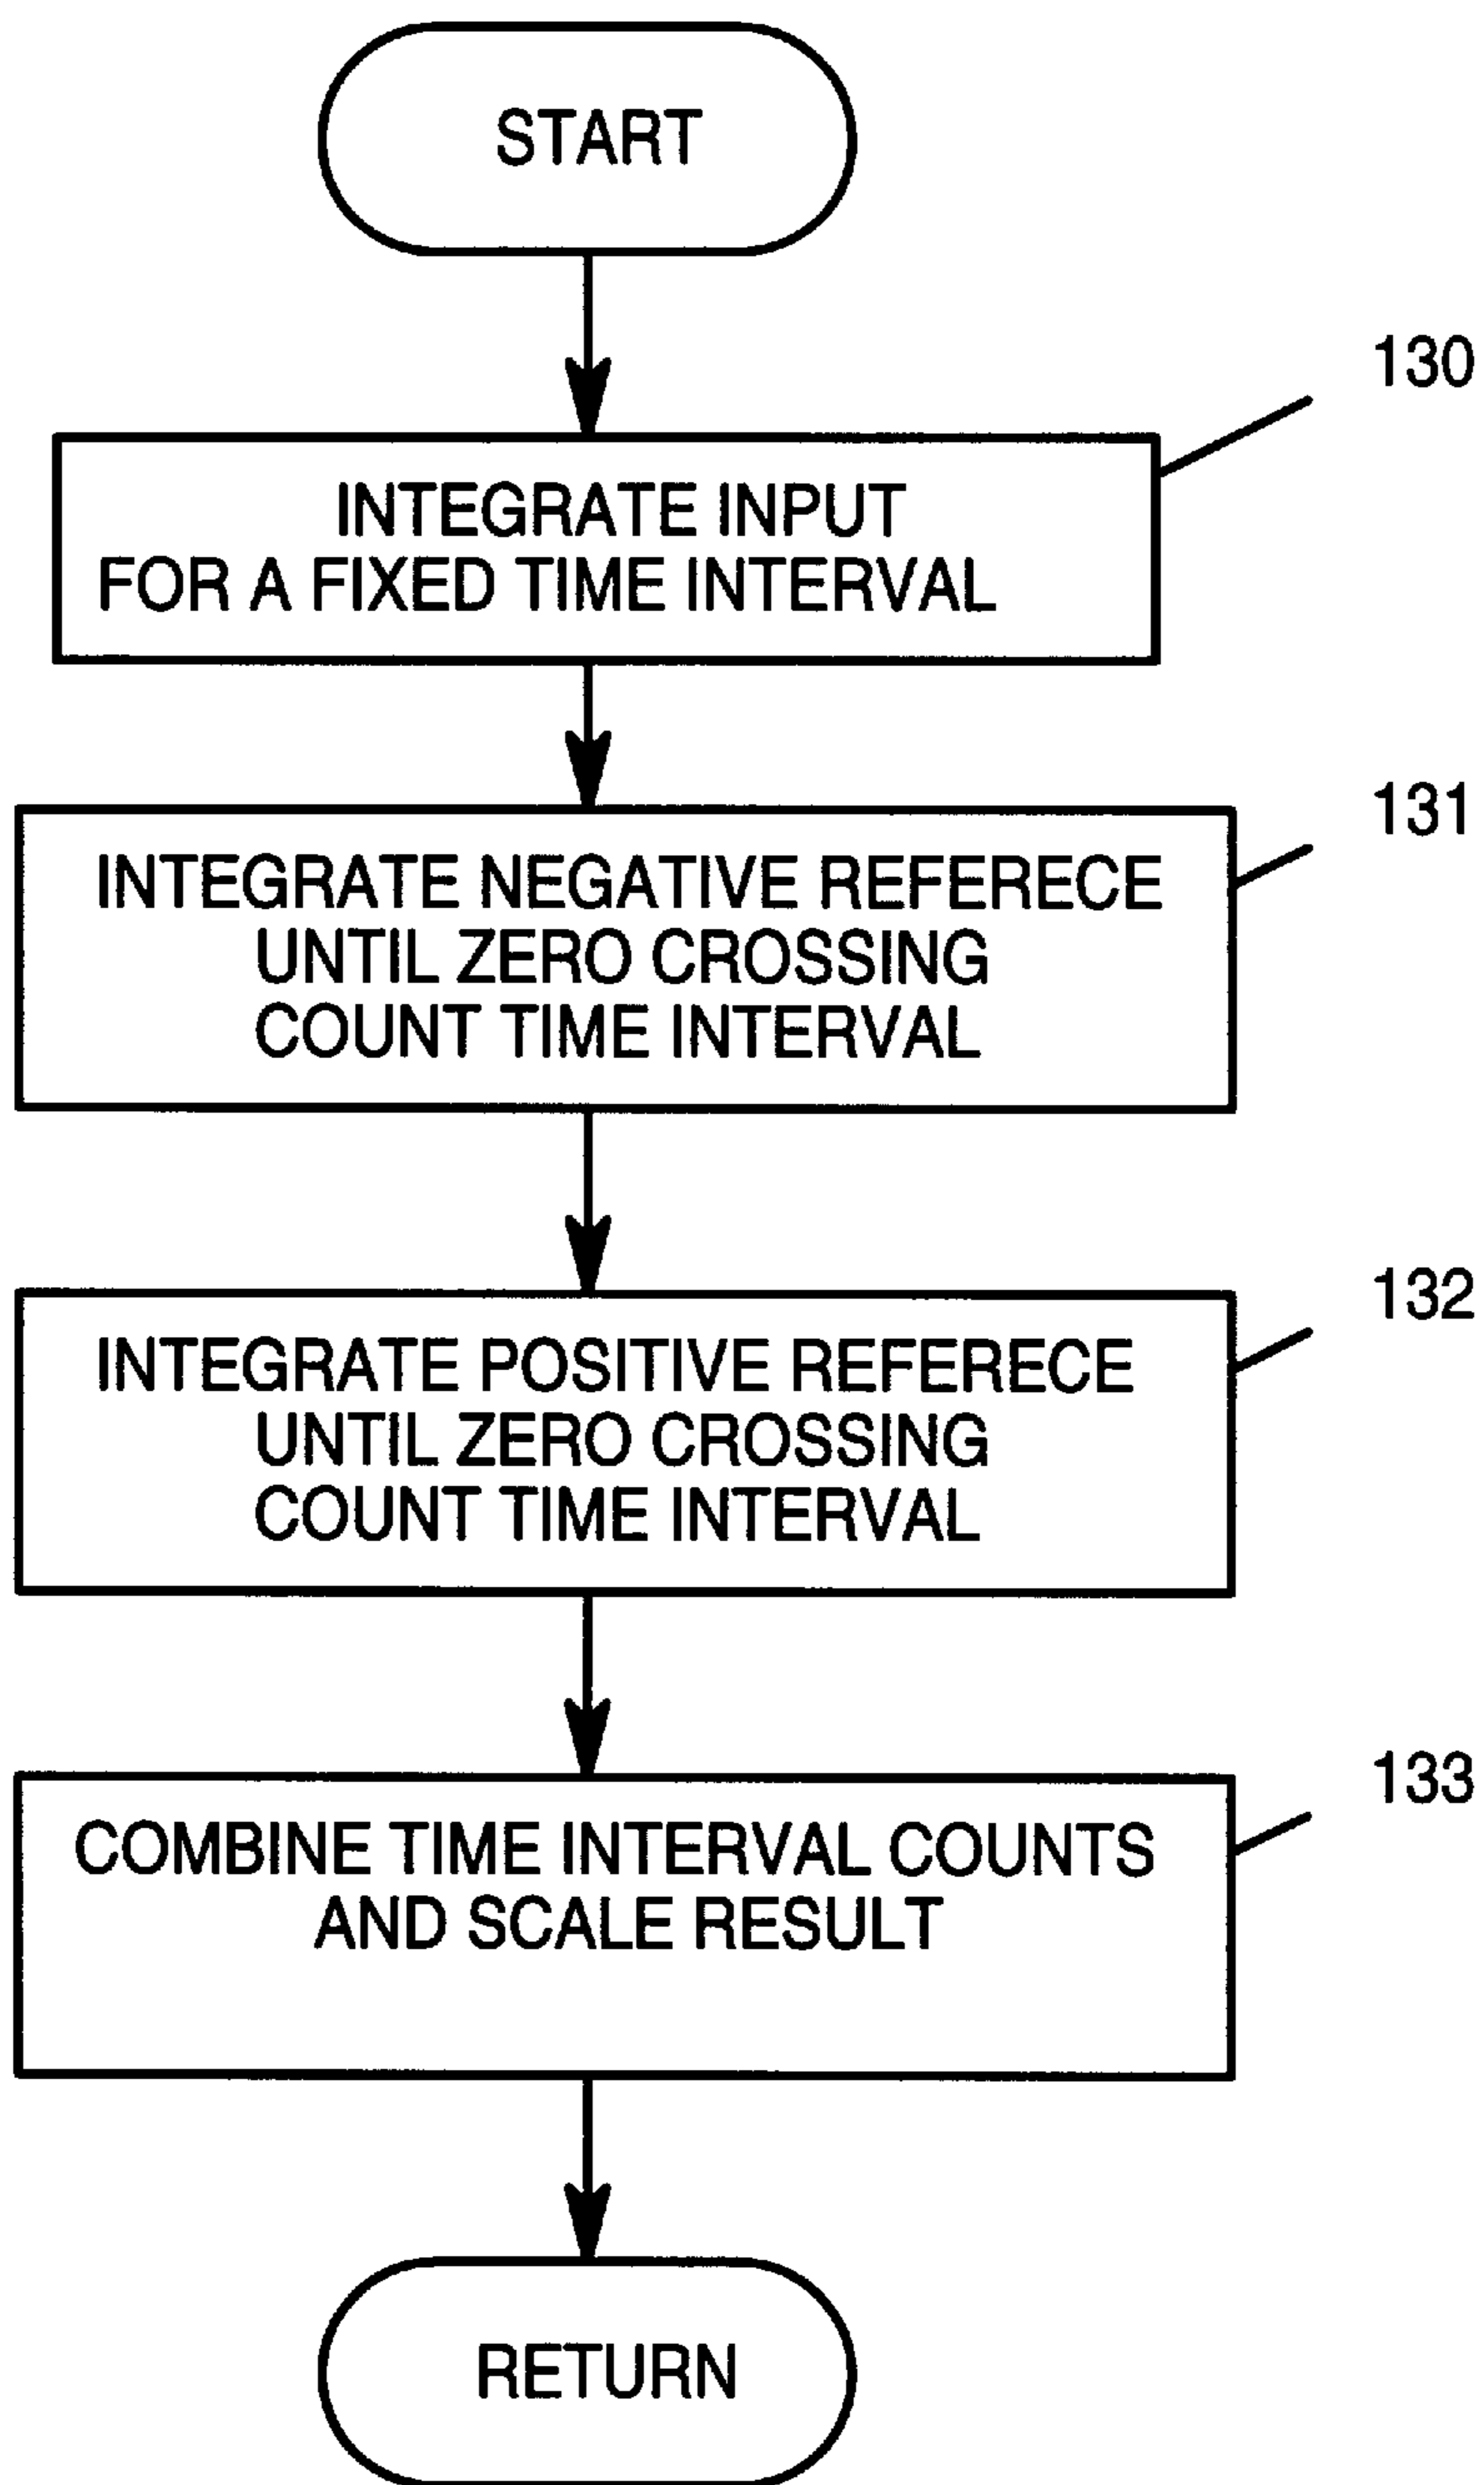 START
130
INTEGRATE INPUT
FOR A FIXED TIME INTERVAL
131
INTEGRATE NEGATIVE REFERECE
UNTIL ZERO CROSSING
COUNT TIME INTERVAL
132
INTEGRATE POSITIVE REFERECE
UNTIL ZERO CROSSING
COUNT TIME INTERVAL
133
COMBINE TIME INTERVAL COUNTS
AND SCALE RESULT
RETURN